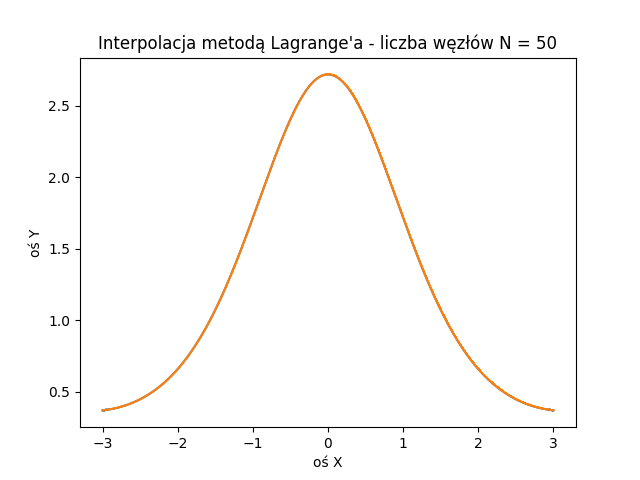 Interpolacja metodą Lagrange'a - liczba węzłów N = 50
2.5
2.0
1.5
1.0
0.5
oś Y
−3 −2 −1 0 1 2 3
oś X